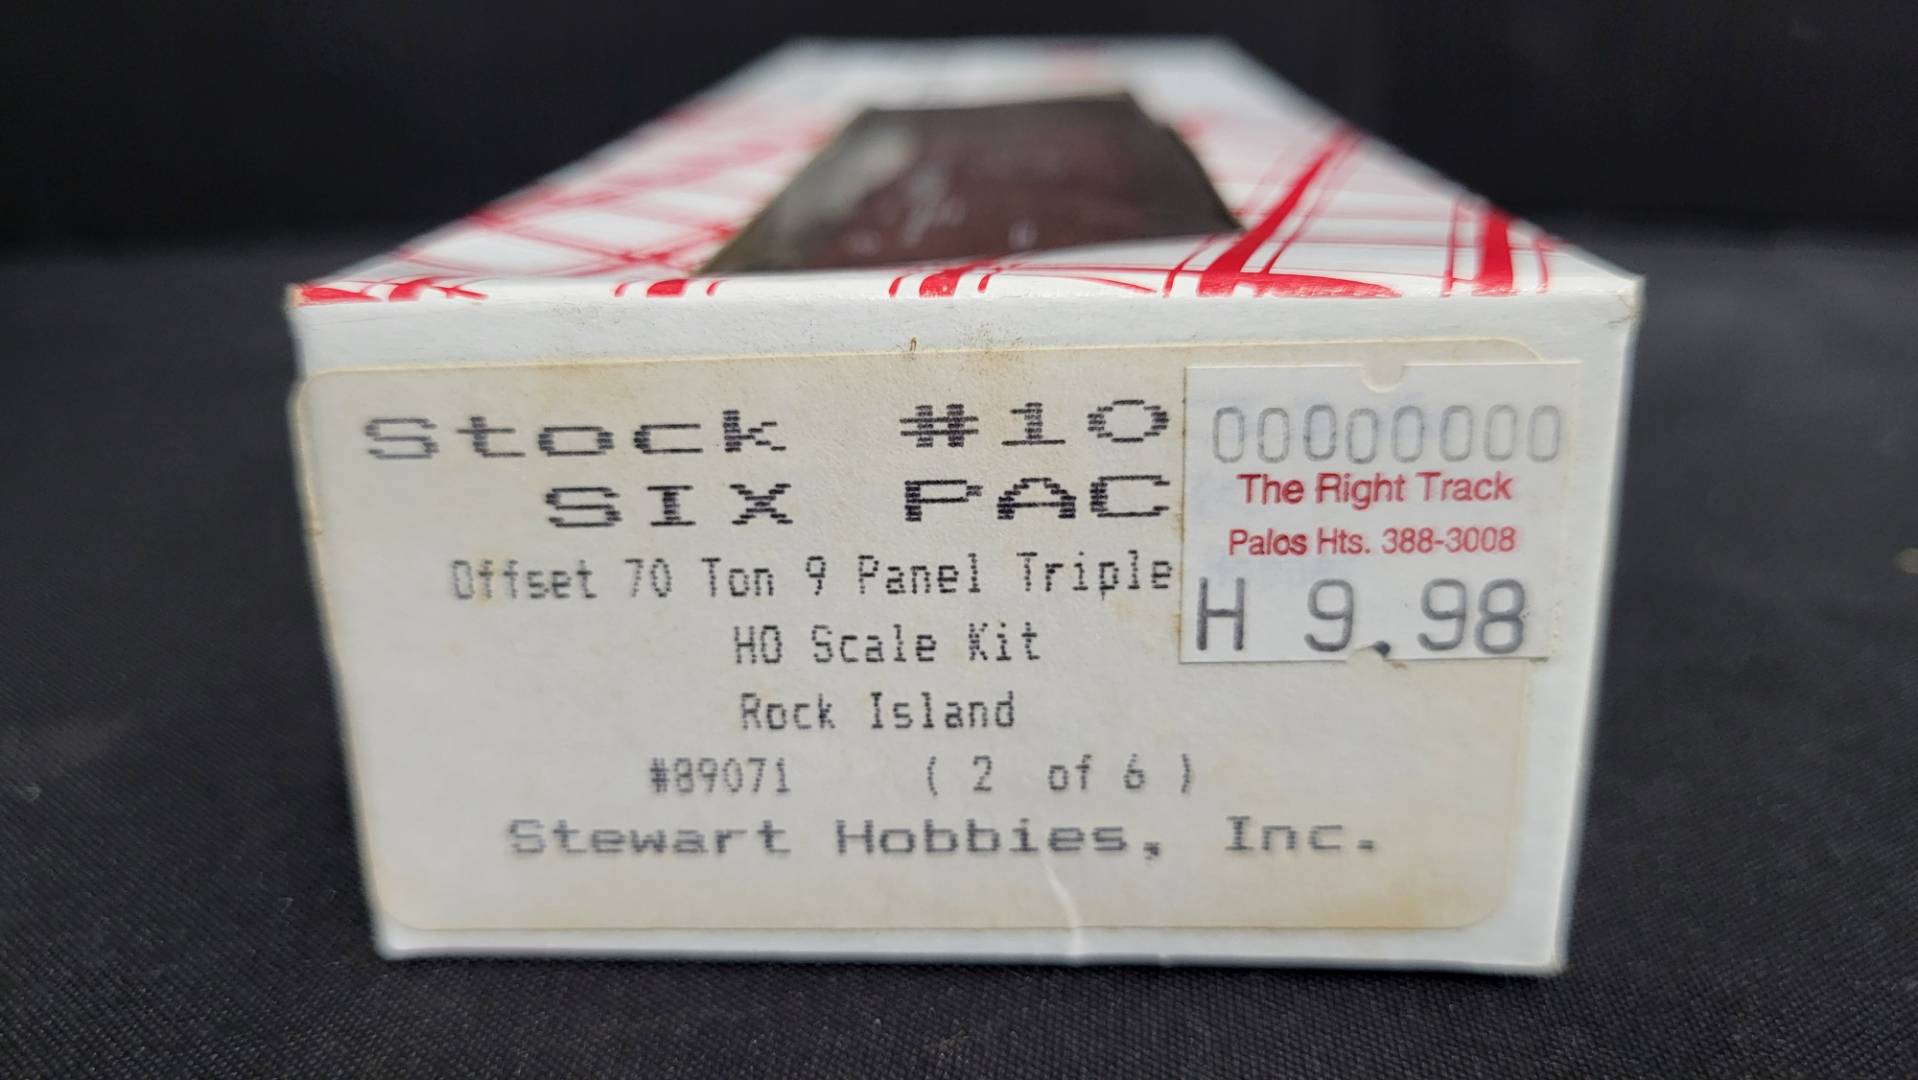 Stock #10
SIX PAC
Offset 70 Ton 9 Panel Triple
HO Scale Kit
Rock Island
#89071 ( 2 of 6 )
Stewart Hobbies, Inc.
00000000
The Right Track
Palos Hts. 388-3008
H 9.98